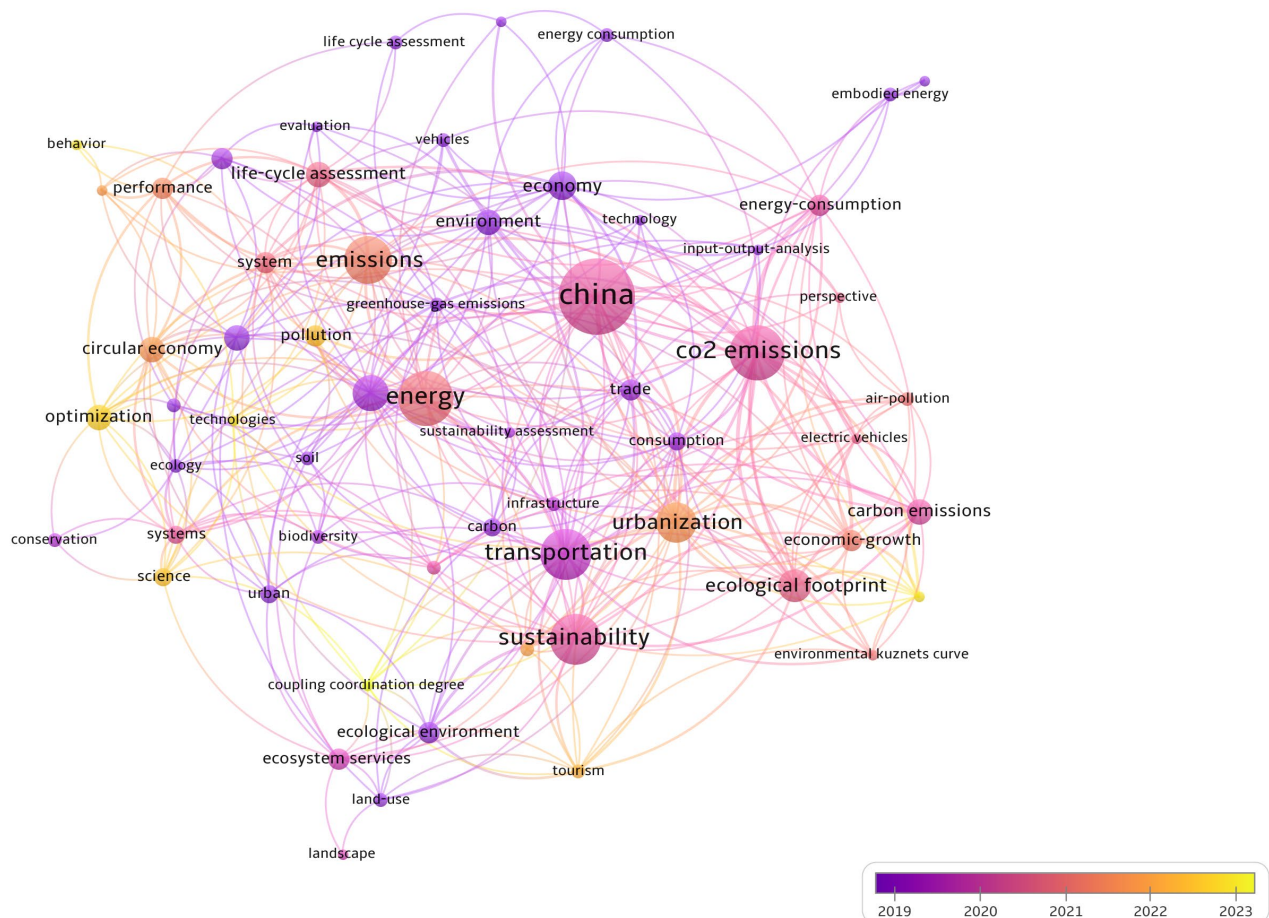 life cycle assessment
energy consumption
embodied energy
evaluation
vehicles
behavior
life-cycle assessment
performance
economy
energy-consumption
environment
technology
input-output-analysis
system
emissions
china
perspective
greenhouse-gas emissions
pollution
circular economy
co2 emissions
trade
energy
air-pollution
optimization
technologies
sustainability assessment
consumption
electric vehicles
soil
ecology
infrastructure
carbon emissions
urbanization
carbon
systems
biodiversity
conservation
economic-growth
transportation
science
ecological footprint
urban
sustainability
environmental kuznets curve
coupling coordination degree
ecological environment
ecosystem services
tourism
land-use
landscape
2019 2020 2021 2022 2023